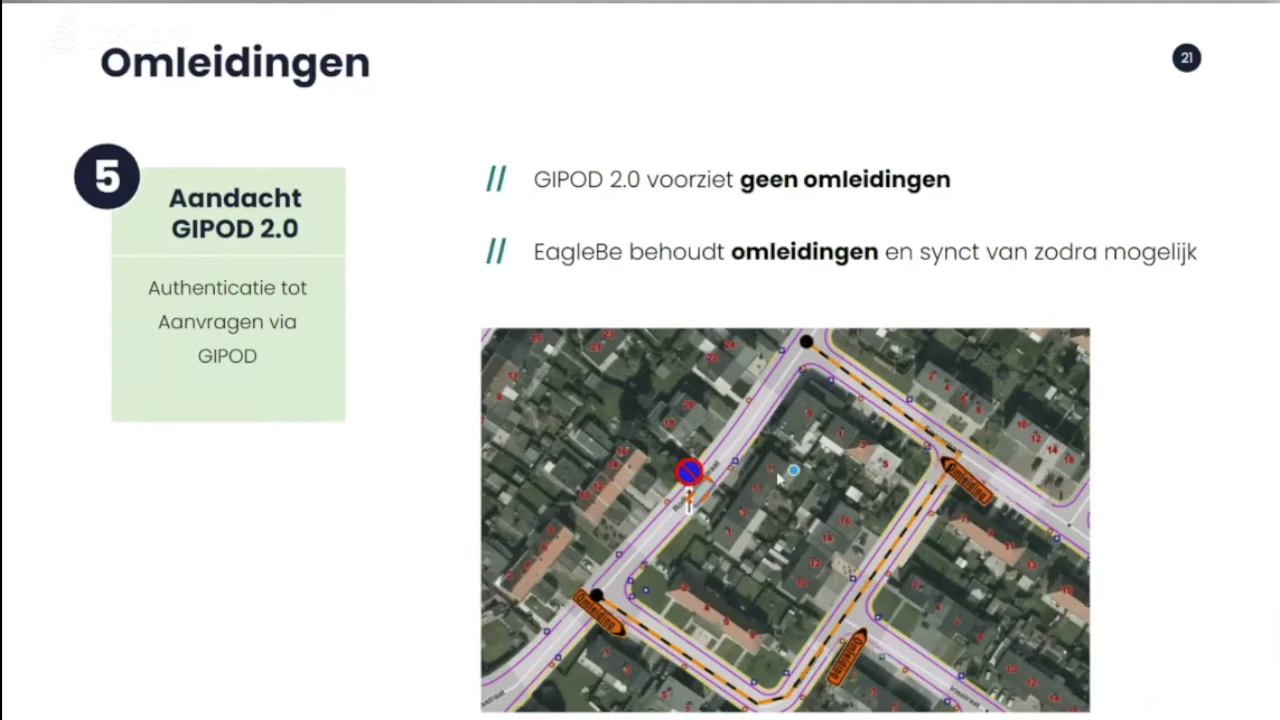 Omleidingen
21
5
Aandacht
GIPOD 2.0
Authenticatie tot
Aanvragen via
GIPOD
// GIPOD 2.0 voorziet geen omleidingen
// EagleBe behoudt omleidingen en synct van zodra mogelijk
Omleiding
Omleiding
Omleiding